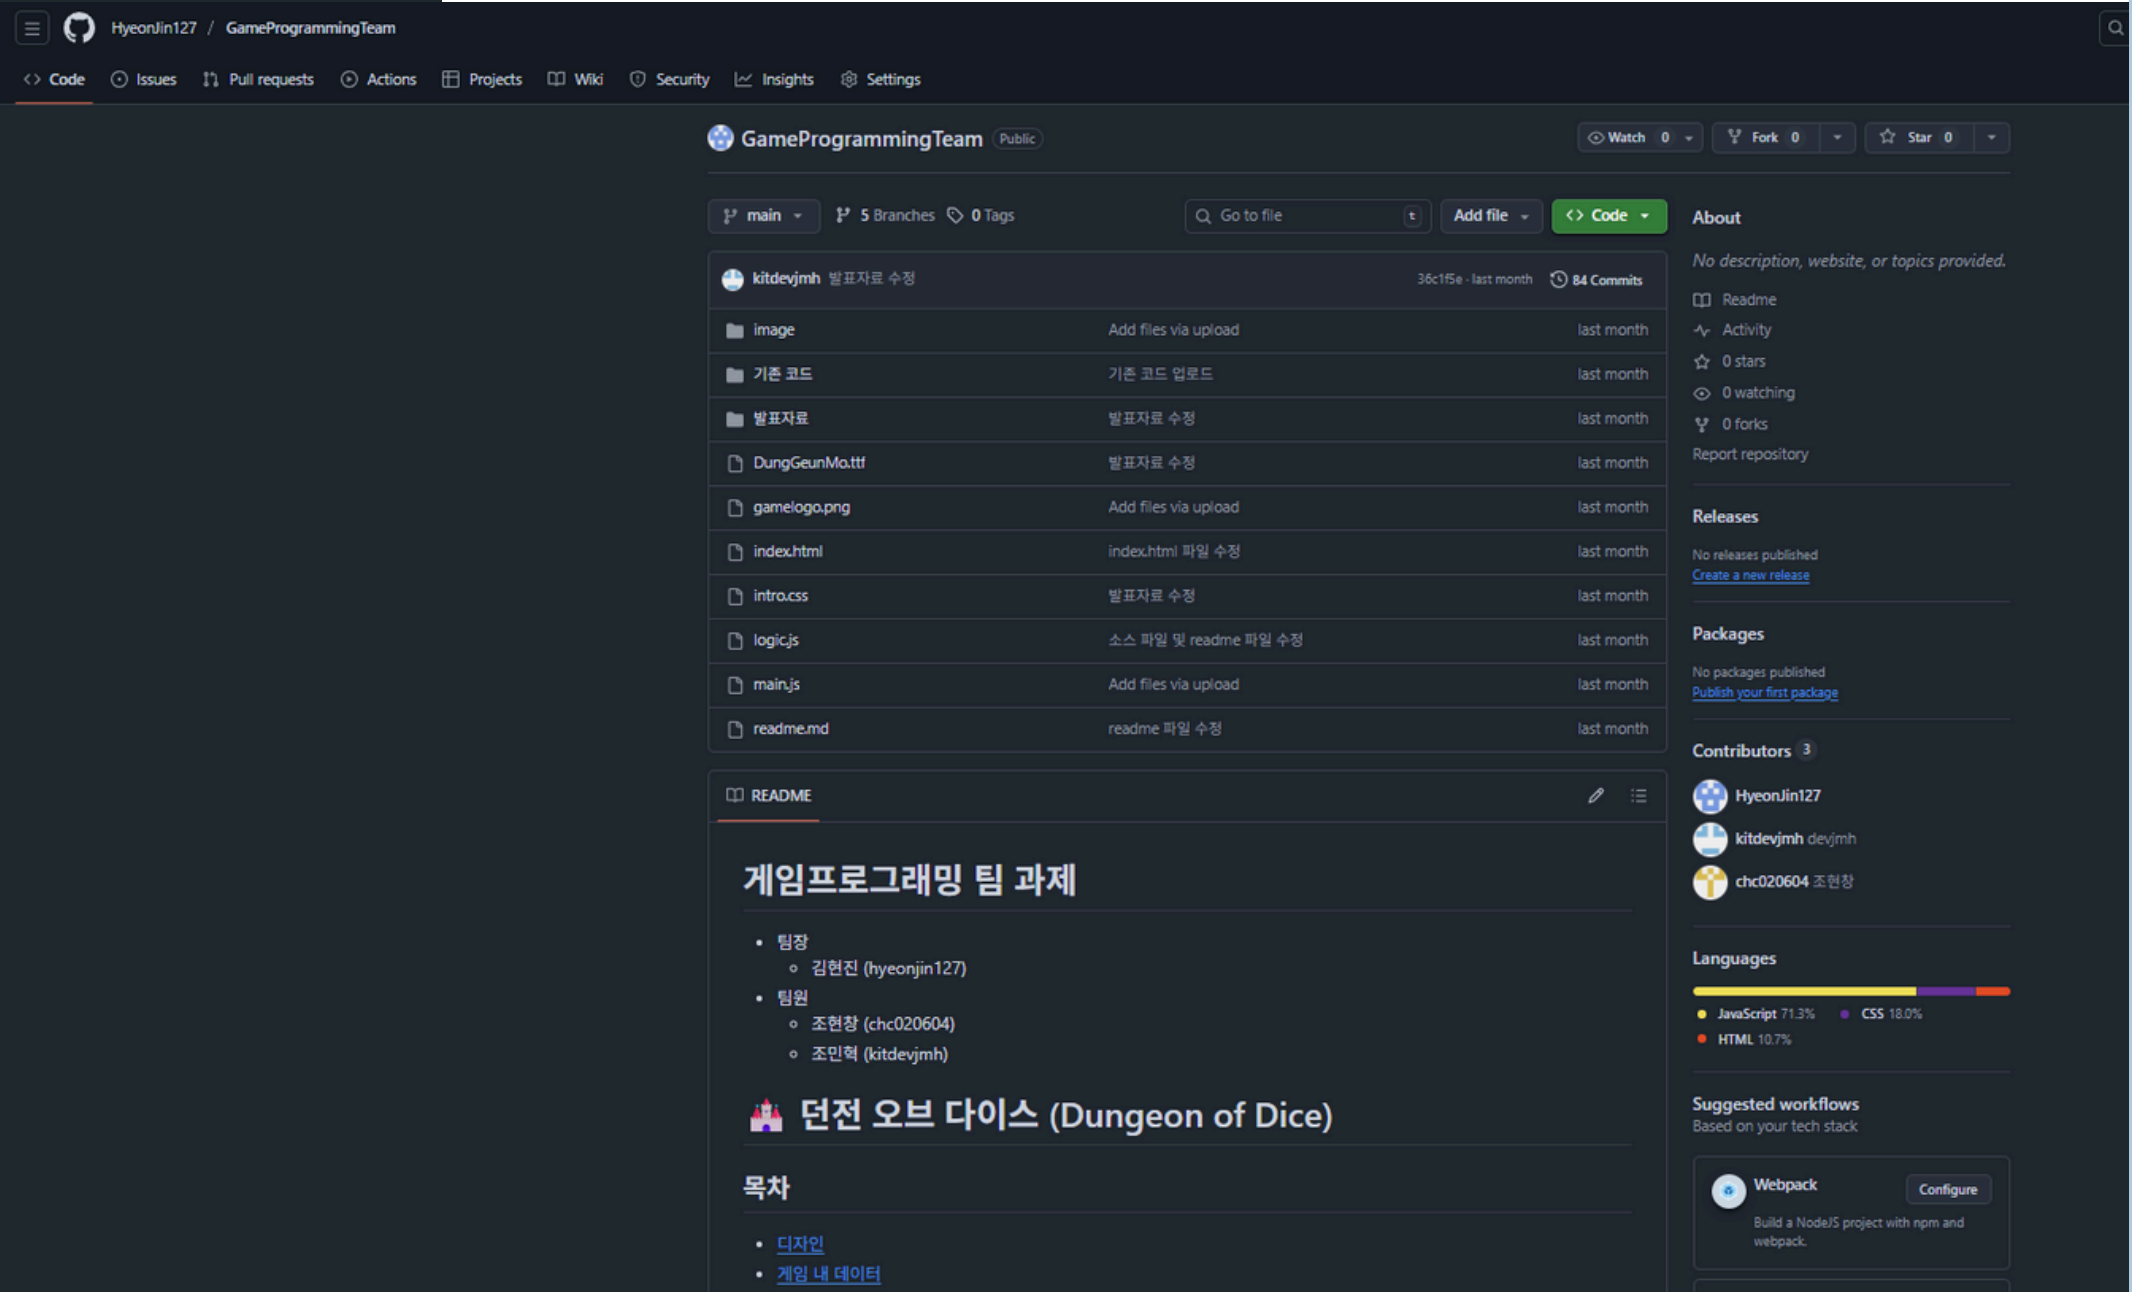 HyeonJin127 / GameProgrammingTeam
Code Issues Pull requests Actions Projects Wiki Security Insights Settings
GameProgrammingTeam Public
Watch 0 Fork 0 Star 0
main 5 Branches 0 Tags Go to file t Add file Code
kitdevjmh 발표자료 수정 36c1f5e · last month 84 Commits
image Add files via upload last month
기존 코드 기존 코드 업로드 last month
발표자료 발표자료 수정 last month
DungGeunMo.ttf 발표자료 수정 last month
gamelogo.png Add files via upload last month
index.html index.html 파일 수정 last month
intro.css 발표자료 수정 last month
logic.js 소스 파일 및 readme 파일 수정 last month
main.js Add files via upload last month
readme.md readme 파일 수정 last month
README
게임프로그래밍 팀 과제
팀장
김현진 (hyeonjin127)
팀원
조현창 (chc020604)
조민혁 (kitdevjmh)
던전 오브 다이스 (Dungeon of Dice)
목차
디자인
게임 내 데이터
About
No description, website, or topics provided.
Readme
Activity
0 stars
0 watching
0 forks
Report repository
Releases
No releases published
Create a new release
Packages
No packages published
Publish your first package
Contributors 3
HyeonJin127
kitdevjmh devjmh
chc020604 조현창
Languages
JavaScript 71.3% CSS 18.0%
HTML 10.7%
Suggested workflows
Based on your tech stack
Webpack Configure
Build a NodeJS project with npm and
webpack.